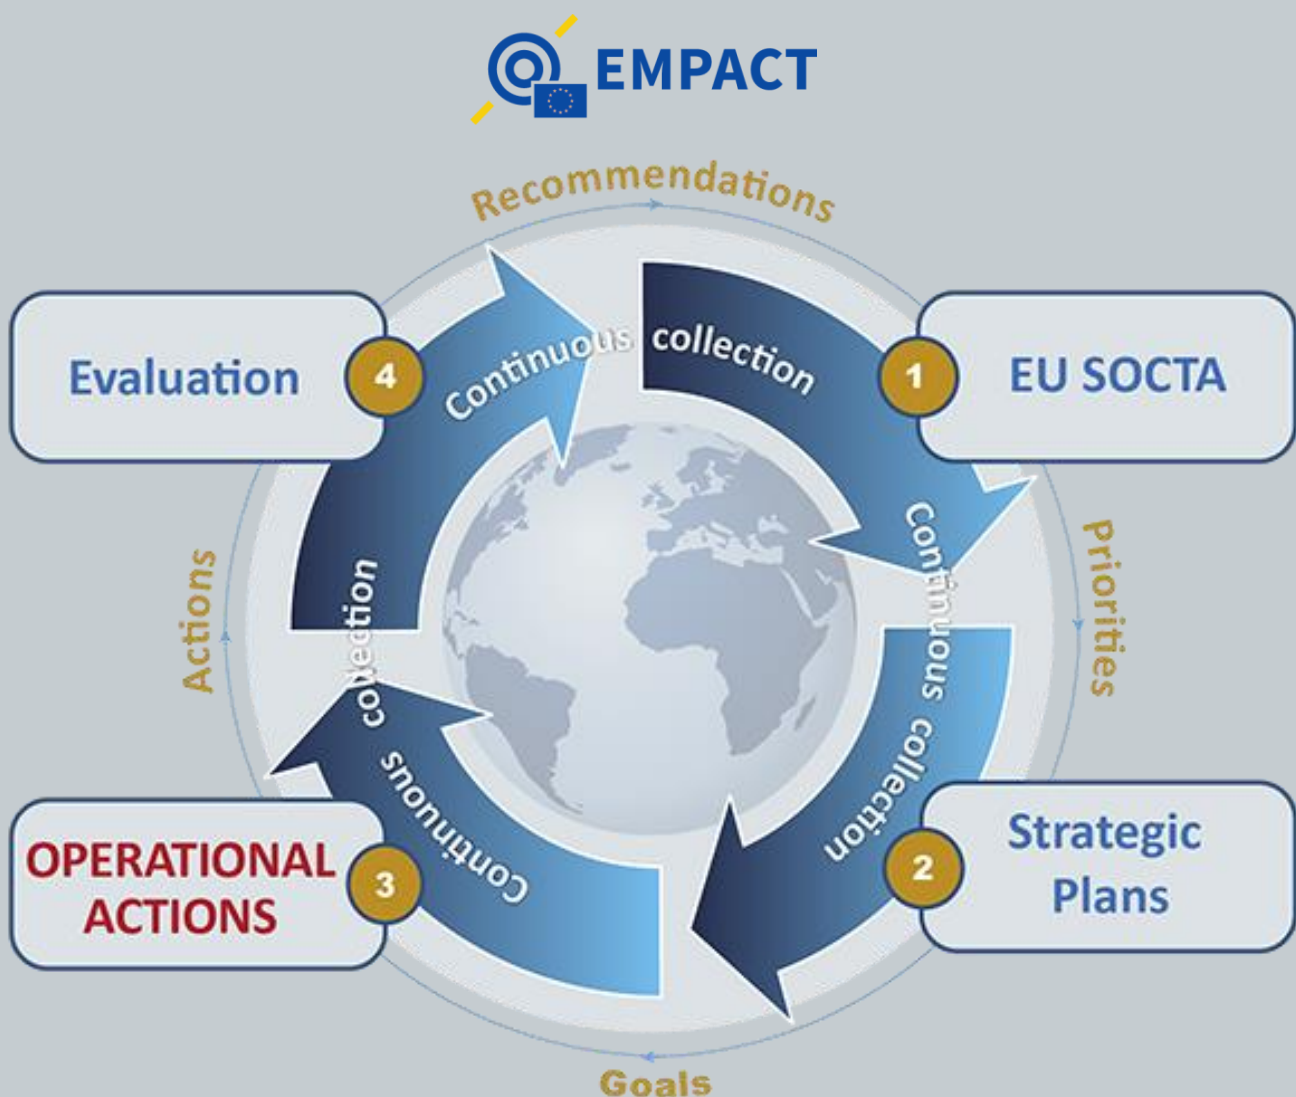 EMPACT
Recommendations
Continuous collection
1
EU SOCTA
Priorities
Continuous collection
2
Strategic
Plans
Goals
Continuous collection
3
OPERATIONAL
ACTIONS
Actions
4
Evaluation